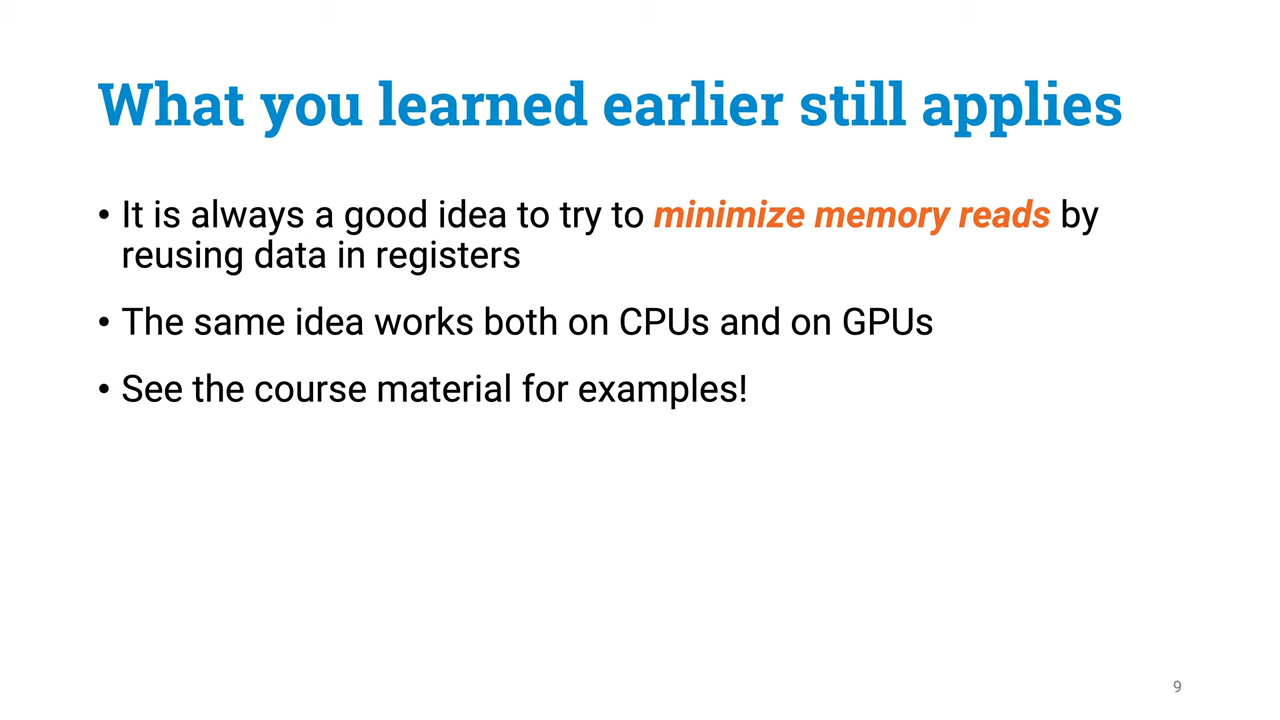 What you learned earlier still applies
• It is always a good idea to try to minimize memory reads by
reusing data in registers
• The same idea works both on CPUs and on GPUs
• See the course material for examples!
9